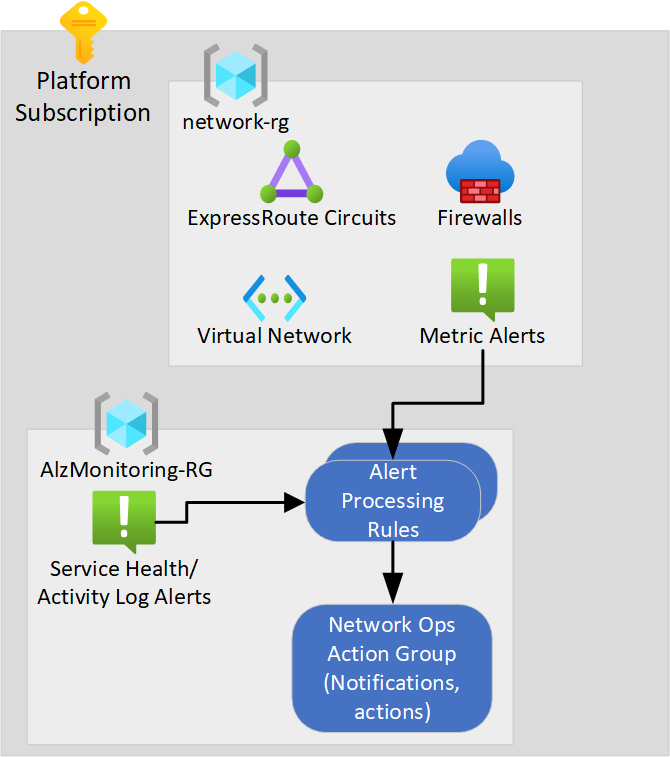 Platform
Subscription
network-rg
ExpressRoute Circuits
Firewalls
Virtual Network
Metric Alerts
AlzMonitoring-RG
Alert
Processing
Rules
Service Health/
Activity Log Alerts
Network Ops
Action Group
(Notifications,
actions)